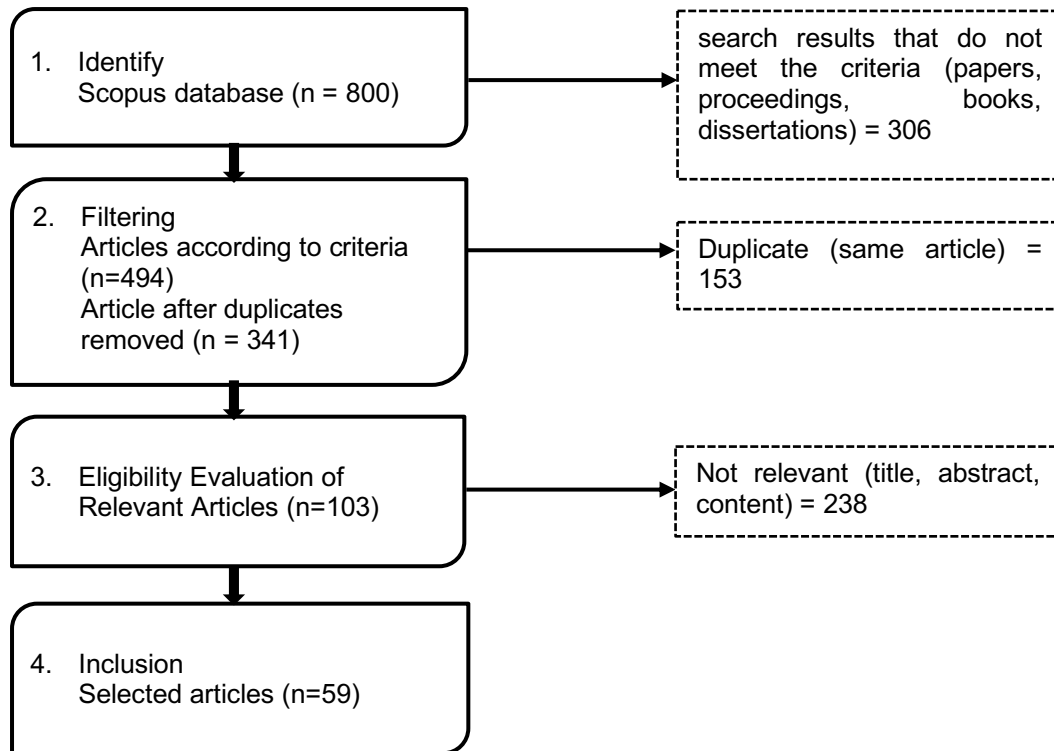 1. Identify
Scopus database (n = 800)
search results that do not
meet the criteria (papers,
proceedings, books,
dissertations) = 306
2. Filtering
Articles according to criteria
(n=494)
Article after duplicates
removed (n = 341)
Duplicate (same article) =
153
3. Eligibility Evaluation of
Relevant Articles (n=103)
Not relevant (title, abstract,
content) = 238
4. Inclusion
Selected articles (n=59)